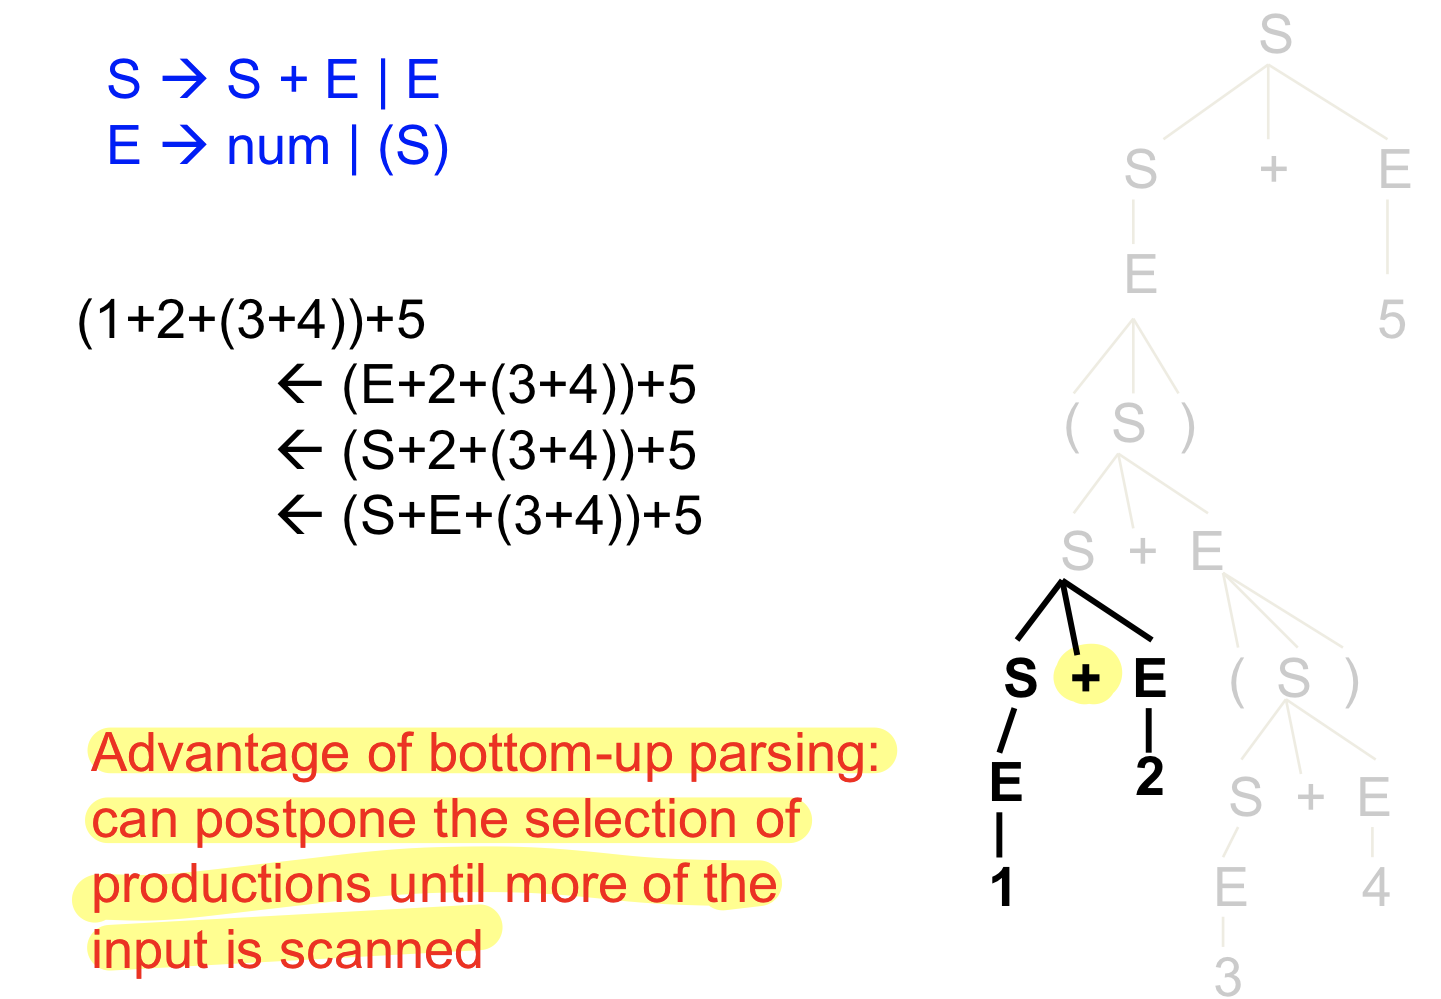 S → S + E | E
E → num | (S)
(1+2+(3+4))+5
← (E+2+(3+4))+5
← (S+2+(3+4))+5
← (S+E+(3+4))+5
Advantage of bottom-up parsing:
can postpone the selection of
productions until more of the
input is scanned
S
S + E
E
5
( S )
S + E
S + E ( S )
E 2 S + E
1 E 4
3